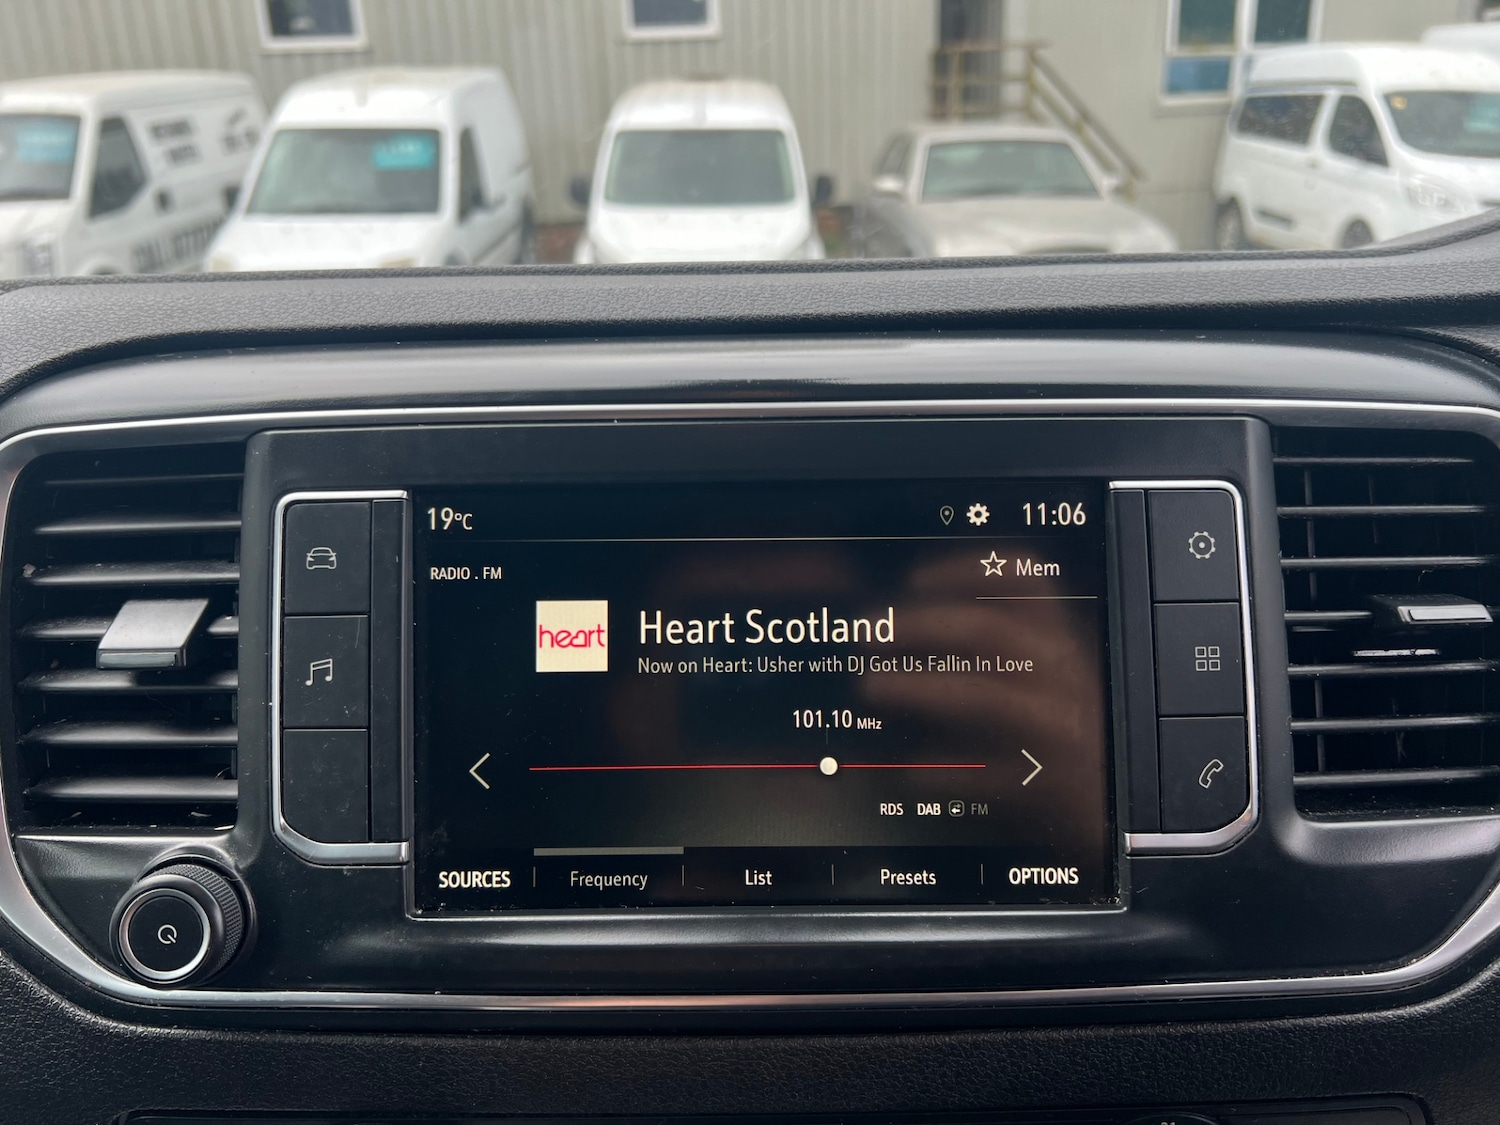 19°C
11:06
RADIO . FM
Mem
heart
Heart Scotland
Now on Heart: Usher with DJ Got Us Fallin In Love
101.10 MHz
RDS DAB FM
SOURCES
Frequency
List
Presets
OPTIONS